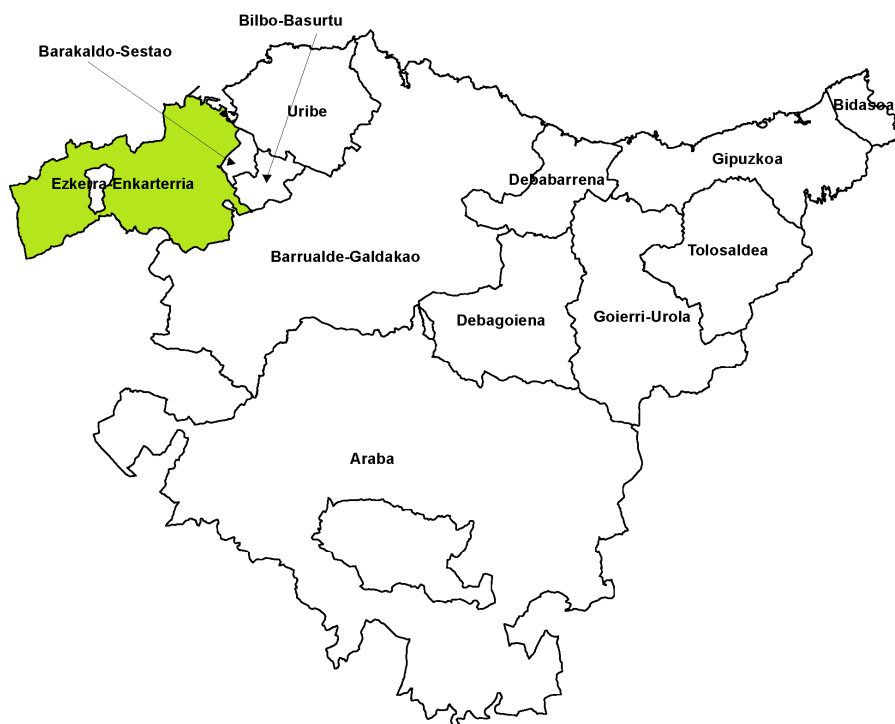 Bilbo-Basurtu
Barakaldo-Sestao
Uribe
Bidasoa
Gipuzkoa
Ezkerra-Enkarterria
Debabarrena
Tolosaldea
Barrualde-Galdakao
Debagoiena
Goierri-Urola
Araba